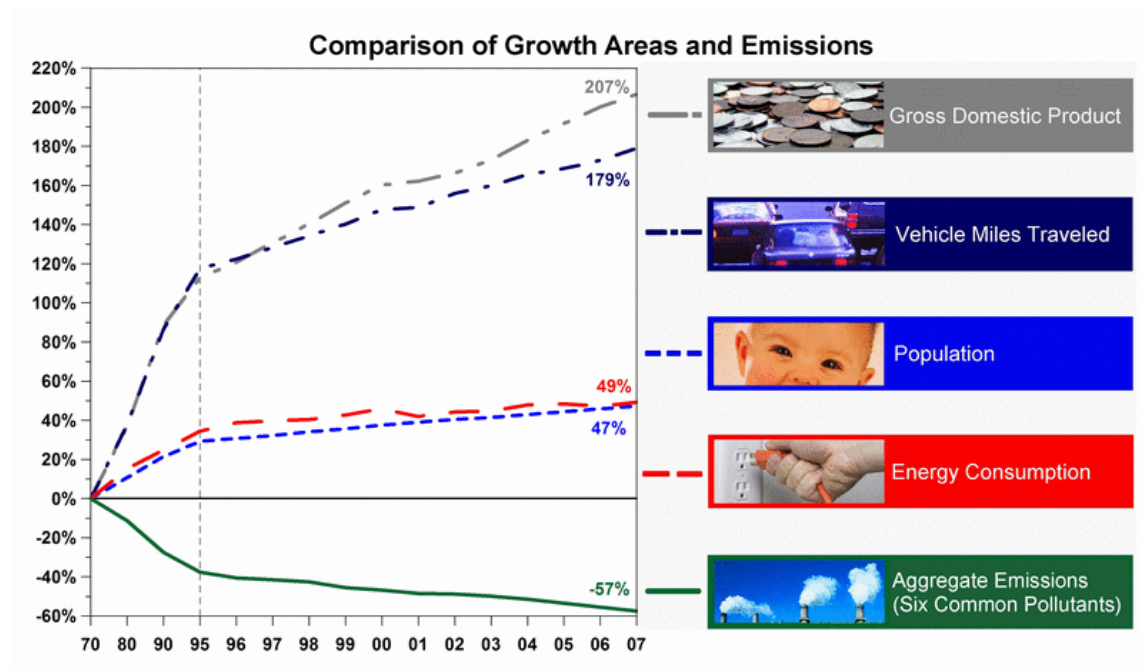 Comparison of Growth Areas and Emissions
220%
200%
180%
160%
140%
120%
100%
80%
60%
40%
20%
0%
-20%
-40%
-60%
70 80 90 95 96 97 98 99 00 01 02 03 04 05 06 07
207%
179%
49%
47%
-57%
Gross Domestic Product
Vehicle Miles Traveled
Population
Energy Consumption
Aggregate Emissions
(Six Common Pollutants)